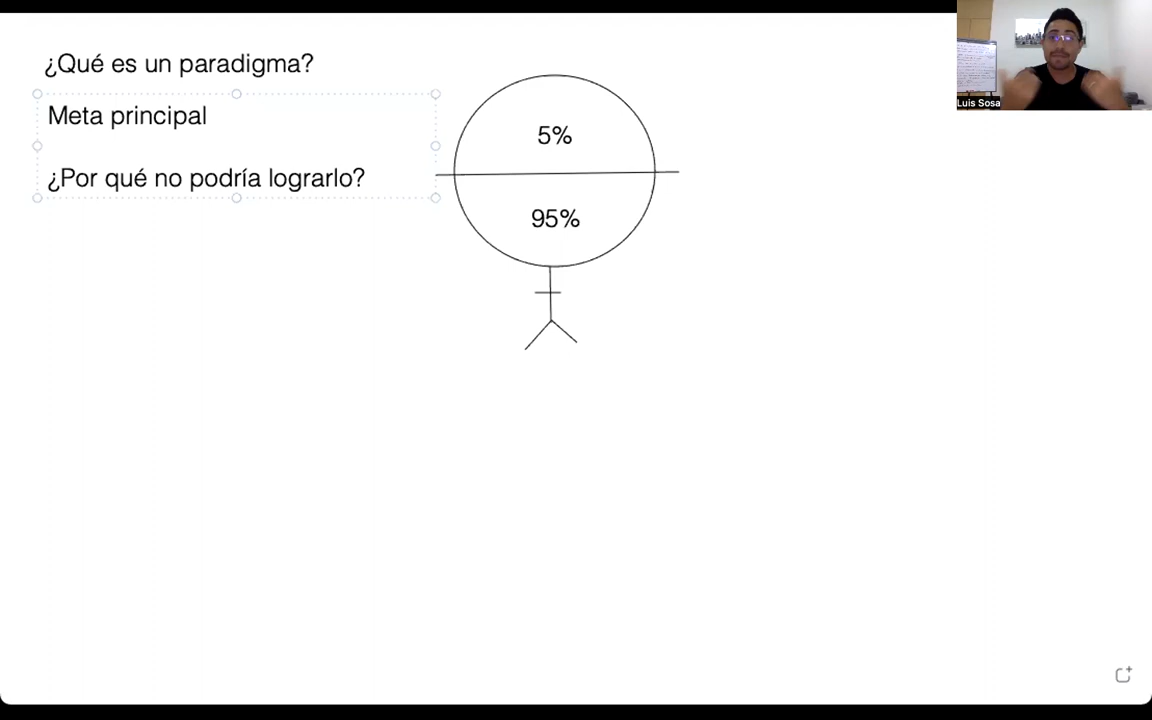 ¿Qué es un paradigma?
Meta principal
¿Por qué no podría lograrlo?
5%
95%
Luis Sosa